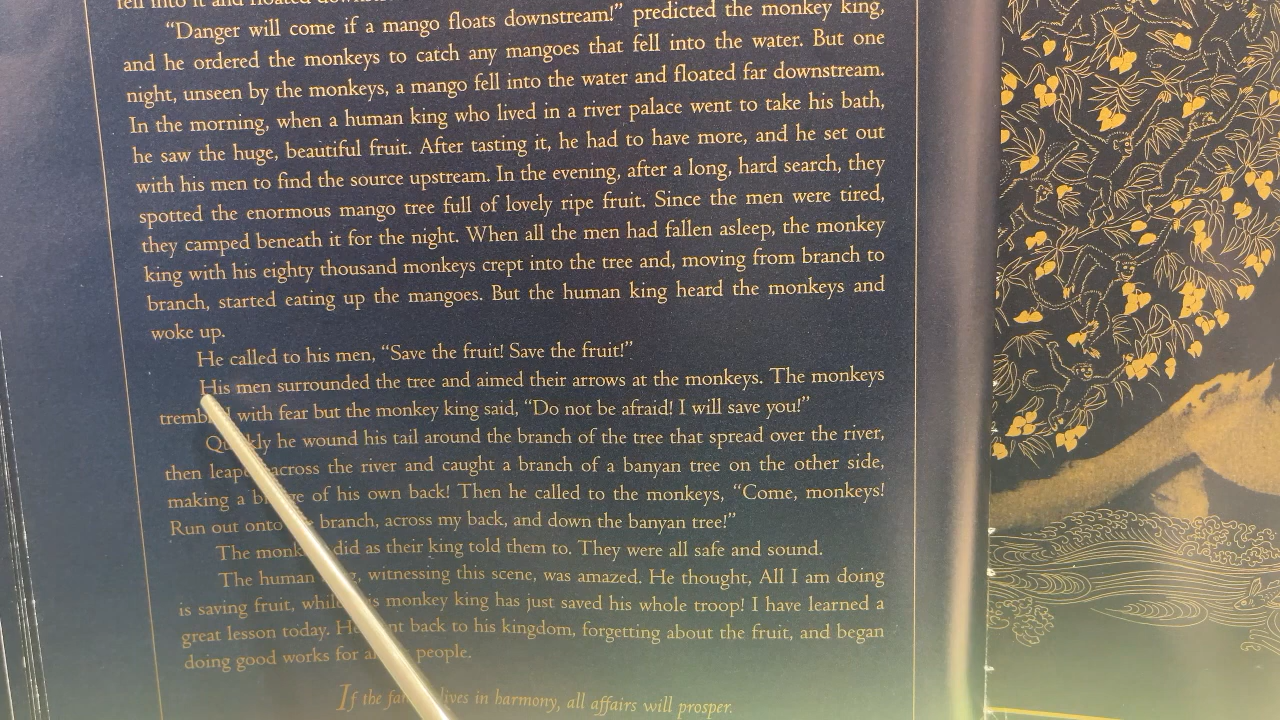 fell into it and floated
"Danger will come if a mango floats downstream!" predicted the monkey king,
and he ordered the monkeys to catch any mangoes that fell into the water. But one
night, unseen by the monkeys, a mango fell into the water and floated far downstream.
In the morning, when a human king who lived in a river palace went to take his bath,
he saw the huge, beautiful fruit. After tasting it, he had to have more, and he set out
with his men to find the source upstream. In the evening, after a long, hard search, they
spotted the enormous mango tree full of lovely ripe fruit. Since the men were tired,
they camped beneath it for the night. When all the men had fallen asleep, the monkey
king with his eighty thousand monkeys crept into the tree and, moving from branch to
branch, started eating up the mangoes. But the human king heard the monkeys and
woke up.
He called to his men, "Save the fruit! Save the fruit!"
His men surrounded the tree and aimed their arrows at the monkeys. The monkeys
with fear but the monkey king said, "Do not be afraid! I will save you!"
he wound his tail around the branch of the tree that spread over the river,
then across the river and caught a branch of a banyan tree on the other side,
making a of his own back! Then he called to the monkeys, "Come, monkeys!
Run out onto branch, across my back, and down the banyan tree!"
The did as their king told them to. They were all safe and sound.
The human witnessing this scene, was amazed. He thought, All I am doing
is saving fruit, monkey king has just saved his whole troop! I have learned a
great lesson today. back to his kingdom, forgetting about the fruit, and began
doing good works for people.
If the lives in harmony, all affairs will prosper.